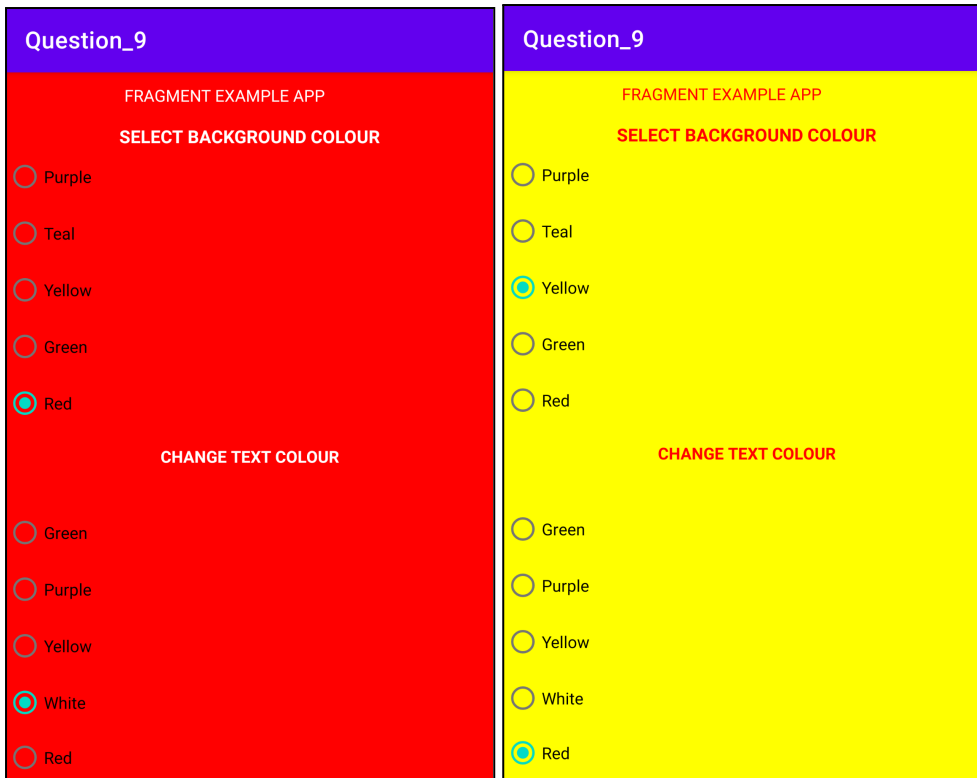 Question_9
FRAGMENT EXAMPLE APP
SELECT BACKGROUND COLOUR
Purple
Teal
Yellow
Green
Red
CHANGE TEXT COLOUR
Green
Purple
Yellow
White
Red
Question_9
FRAGMENT EXAMPLE APP
SELECT BACKGROUND COLOUR
Purple
Teal
Yellow
Green
Red
CHANGE TEXT COLOUR
Green
Purple
Yellow
White
Red